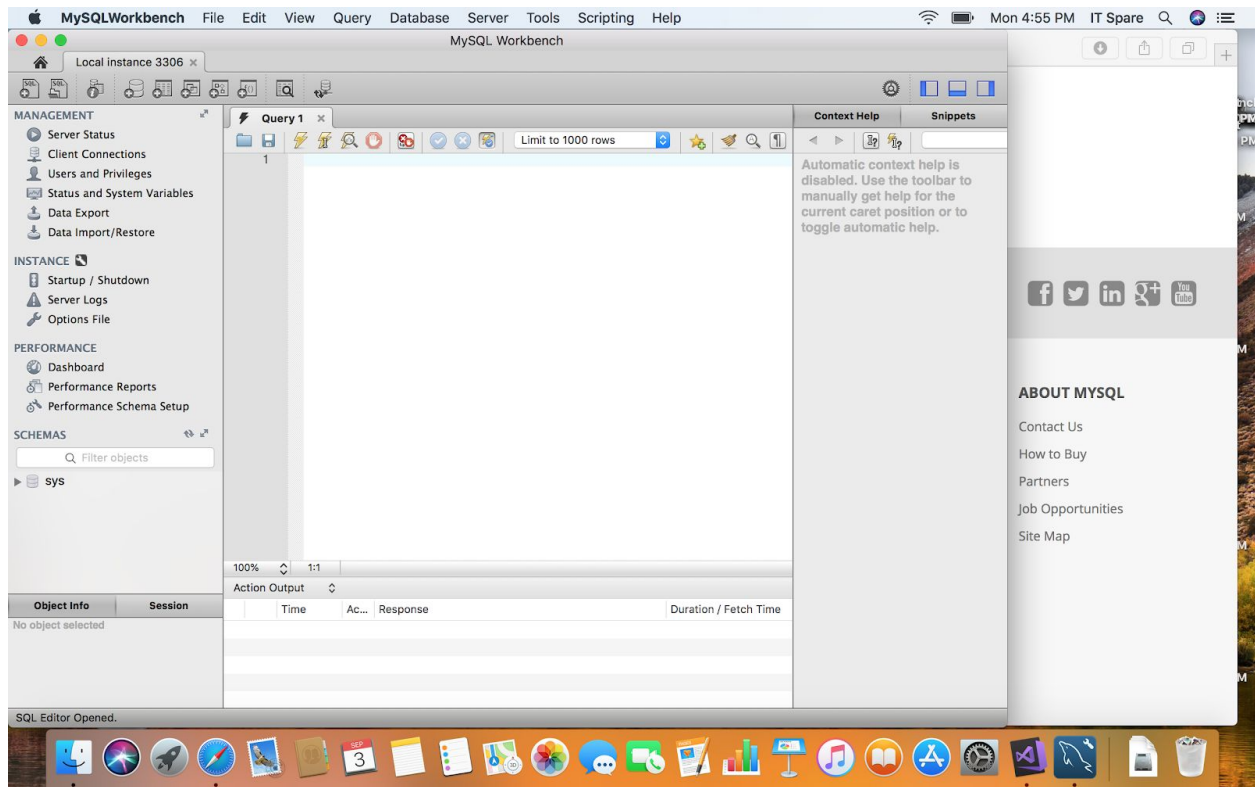 MySQLWorkbench File Edit View Query Database Server Tools Scripting Help Mon 4:55 PM IT Spare
MySQL Workbench
Local instance 3306
MANAGEMENT
Server Status
Client Connections
Users and Privileges
Status and System Variables
Data Export
Data Import/Restore
INSTANCE
Startup / Shutdown
Server Logs
Options File
PERFORMANCE
Dashboard
Performance Reports
Performance Schema Setup
SCHEMAS
Filter objects
sys
Object Info Session
No object selected
Query 1
Limit to 1000 rows
1
100% 1:1
Action Output
Time Ac... Response Duration / Fetch Time
Context Help Snippets
Automatic context help is
disabled. Use the toolbar to
manually get help for the
current caret position or to
toggle automatic help.
SQL Editor Opened.
You
Tube
ABOUT MYSQL
Contact Us
How to Buy
Partners
Job Opportunities
Site Map
SEP
3